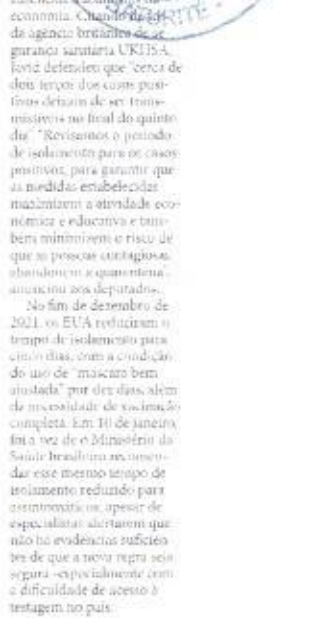 economia. Citando dados
da agência britânica de se-
gurança sanitária UKHSA,
Javid defendeu que "cerca de
dois terços dos casos posi-
tivos deixam de ser trans-
missíveis no final do quinto
dia". "Revisamos o período
de isolamento para os casos
positivos, para garantir que
as medidas estabelecidas
maximizem a atividade eco-
nômica e educativa e tam-
bém minimizem o risco de
que as pessoas contagiosas
abandonem a quarentena",
anunciou aos deputados.
No fim de dezembro de
2021, os EUA reduziram o
tempo de isolamento para
cinco dias, com a condição
do uso de "máscara bem
ajustada" por dez dias, além
da necessidade de vacinação
completa. Em 10 de janeiro,
foi a vez de o Ministério da
Saúde brasileiro recomen-
dar esse mesmo tempo de
isolamento reduzido para
assintomáticos, apesar de
especialistas alertarem que
não há evidências suficien-
tes de que a nova regra seja
segura -especialmente com
a dificuldade de acesso à
testagem no país.